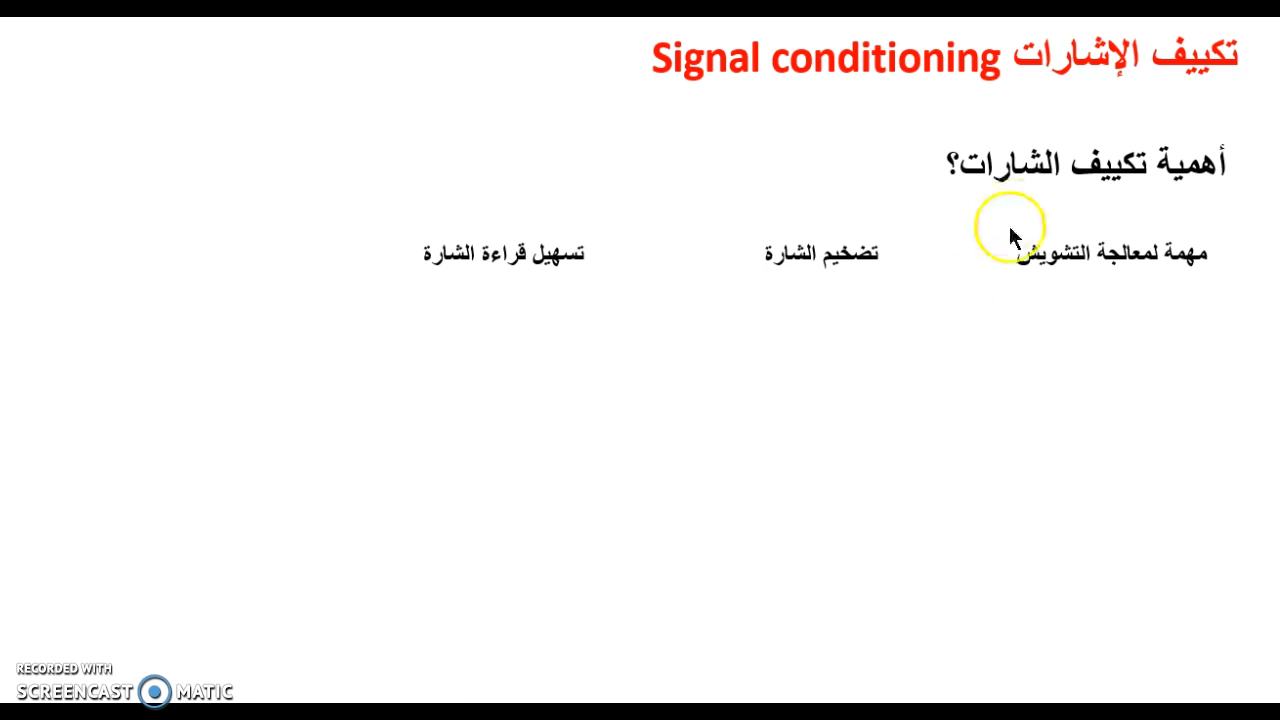 تكييف الإشارات Signal conditioning
أهمية تكييف الشارات؟
مهمة لمعالجة التشويش تضخيم الشارة تسهيل قراءة الشارة
RECORDED WITH
SCREENCAST MATIC